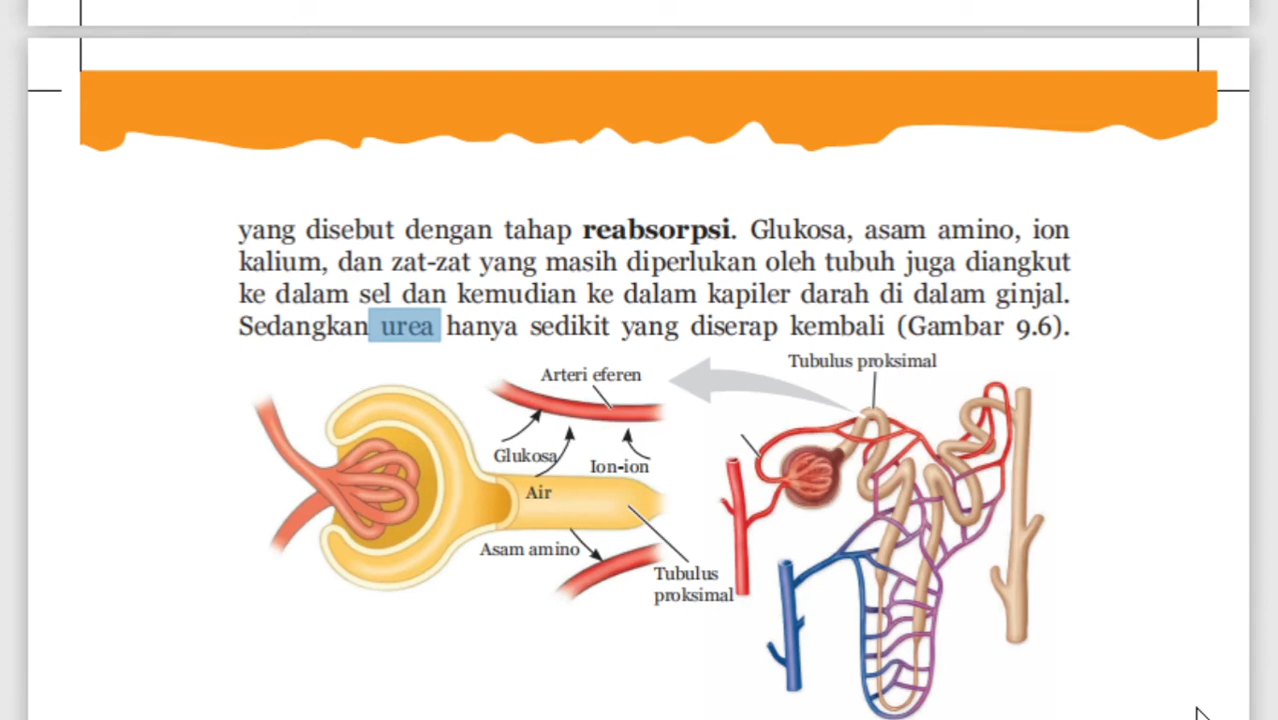 yang disebut dengan tahap reabsorpsi. Glukosa, asam amino, ion
kalium, dan zat-zat yang masih diperlukan oleh tubuh juga diangkut
ke dalam sel dan kemudian ke dalam kapiler darah di dalam ginjal.
Sedangkan urea hanya sedikit yang diserap kembali (Gambar 9.6).
Tubulus proksimal
Arteri eferen
Glukosa
Ion-ion
Air
Asam amino
Tubulus
proksimal